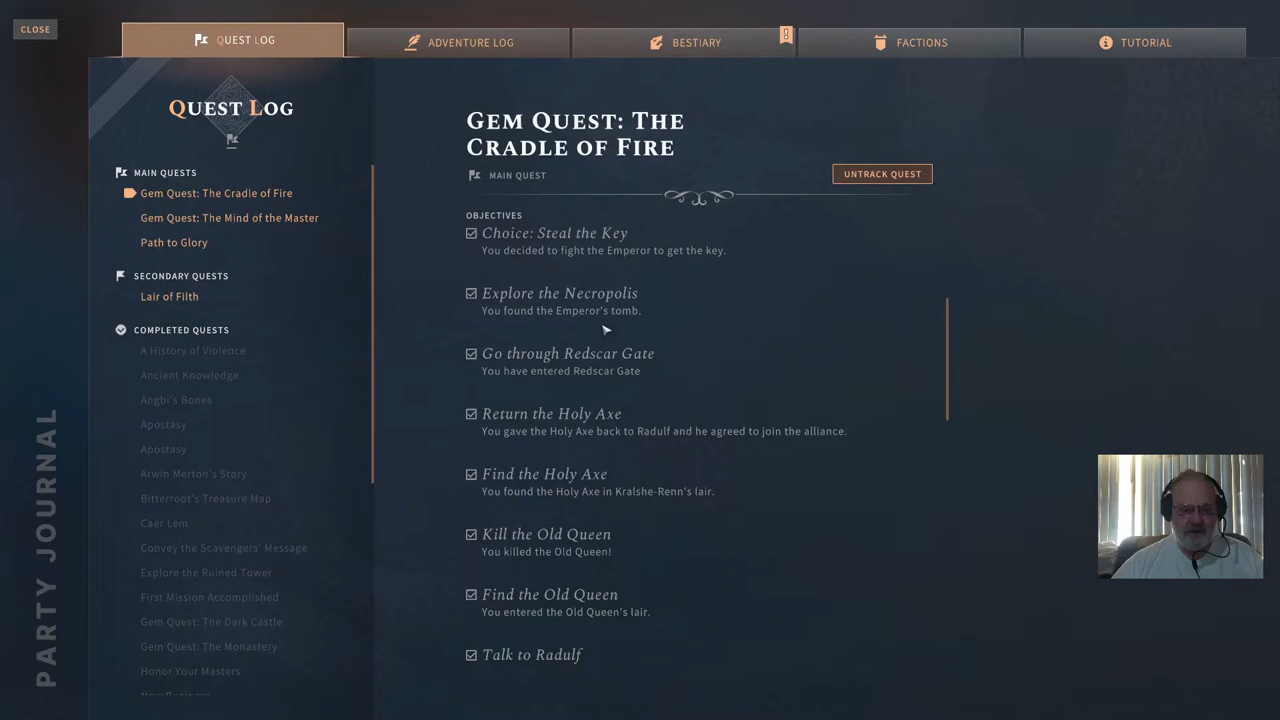 CLOSE
QUEST LOG
ADVENTURE LOG
BESTIARY
FACTIONS
TUTORIAL
QUEST LOG
MAIN QUESTS
Gem Quest: The Cradle of Fire
Gem Quest: The Mind of the Master
Path to Glory
SECONDARY QUESTS
Lair of Filth
COMPLETED QUESTS
A History of Violence
Ancient Knowledge
Angbi's Bones
Apostasy
Apostasy
Arwin Merton's Story
Bitterroot's Treasure Map
Caer Lem
Convey the Scavengers' Message
Explore the Ruined Tower
First Mission Accomplished
Gem Quest: The Dark Castle
Gem Quest: The Monastery
Honor Your Masters
PARTY JOURNAL
GEM QUEST: THE
CRADLE OF FIRE
MAIN QUEST
UNTRACK QUEST
OBJECTIVES
Choice: Steal the Key
You decided to fight the Emperor to get the key.
Explore the Necropolis
You found the Emperor's tomb.
Go through Redscar Gate
You have entered Redscar Gate
Return the Holy Axe
You gave the Holy Axe back to Radulf and he agreed to join the alliance.
Find the Holy Axe
You found the Holy Axe in Kralshe-Renn's lair.
Kill the Old Queen
You killed the Old Queen!
Find the Old Queen
You entered the Old Queen's lair.
Talk to Radulf